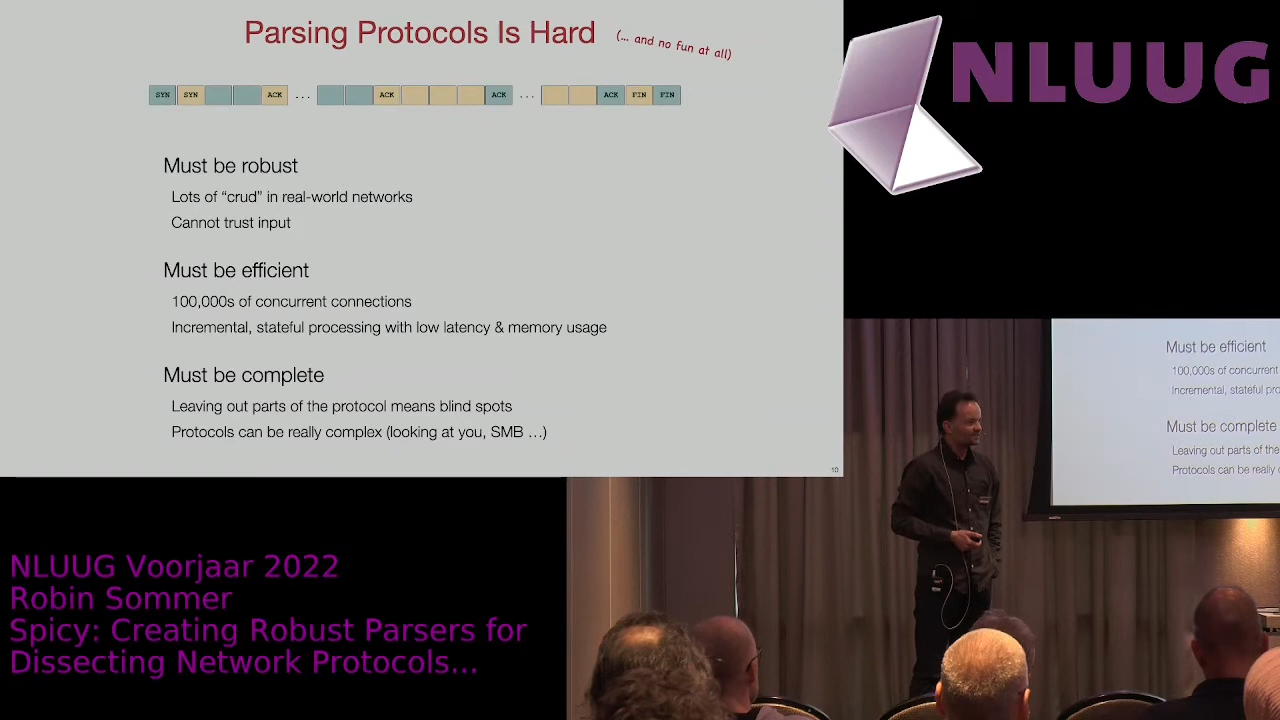 Parsing Protocols Is Hard (... and no fun at all)
SYN SYN ACK ... ACK ACK ... ACK FIN FIN
Must be robust
Lots of “crud” in real-world networks
Cannot trust input
Must be efficient
100,000s of concurrent connections
Incremental, stateful processing with low latency & memory usage
Must be complete
Leaving out parts of the protocol means blind spots
Protocols can be really complex (looking at you, SMB ...)
10
NLUUG
Must be efficient
100,000s of concurrent
Incremental, stateful pro
Must be complete
Leaving out parts of the
Protocols can be really
NLUUG Voorjaar 2022
Robin Sommer
Spicy: Creating Robust Parsers for
Dissecting Network Protocols...